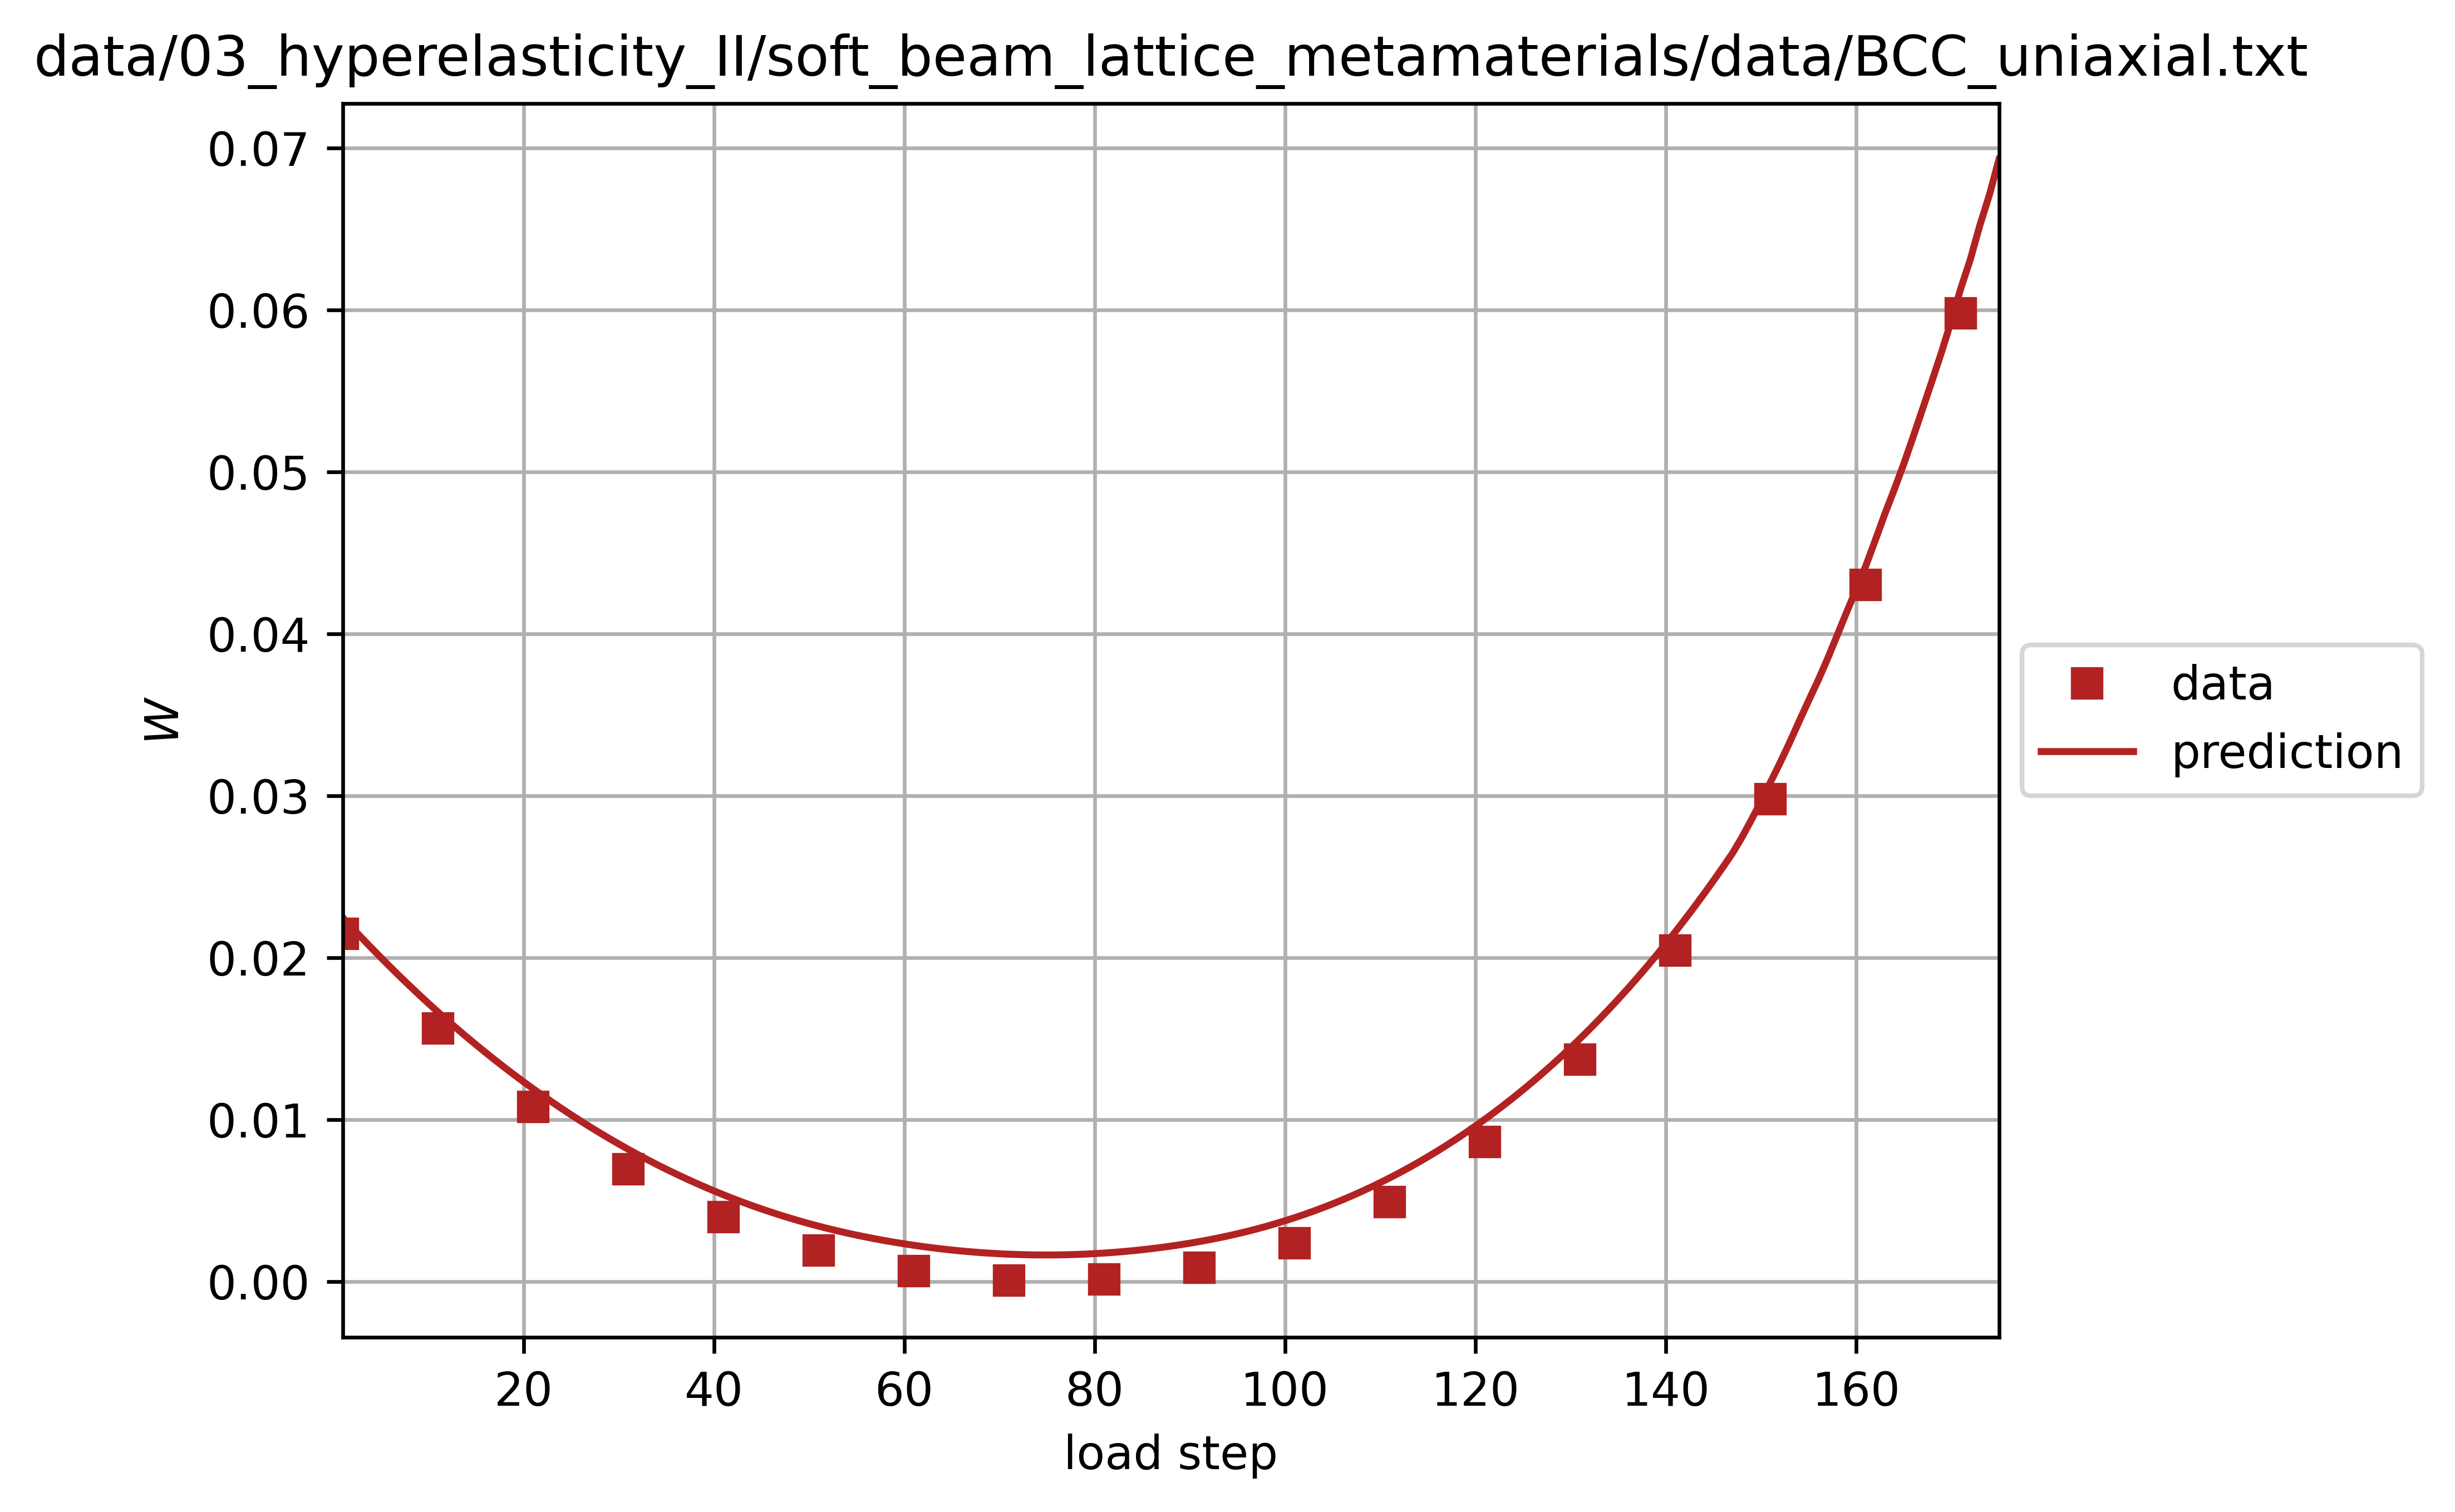 data/03_hyperelasticity_II/soft_beam_lattice_metamaterials/data/BCC_uniaxial.txt
0.07
0.06
0.05
0.04
0.03
0.02
0.01
0.00
W
20 40 60 80 100 120 140 160
load step
data
prediction